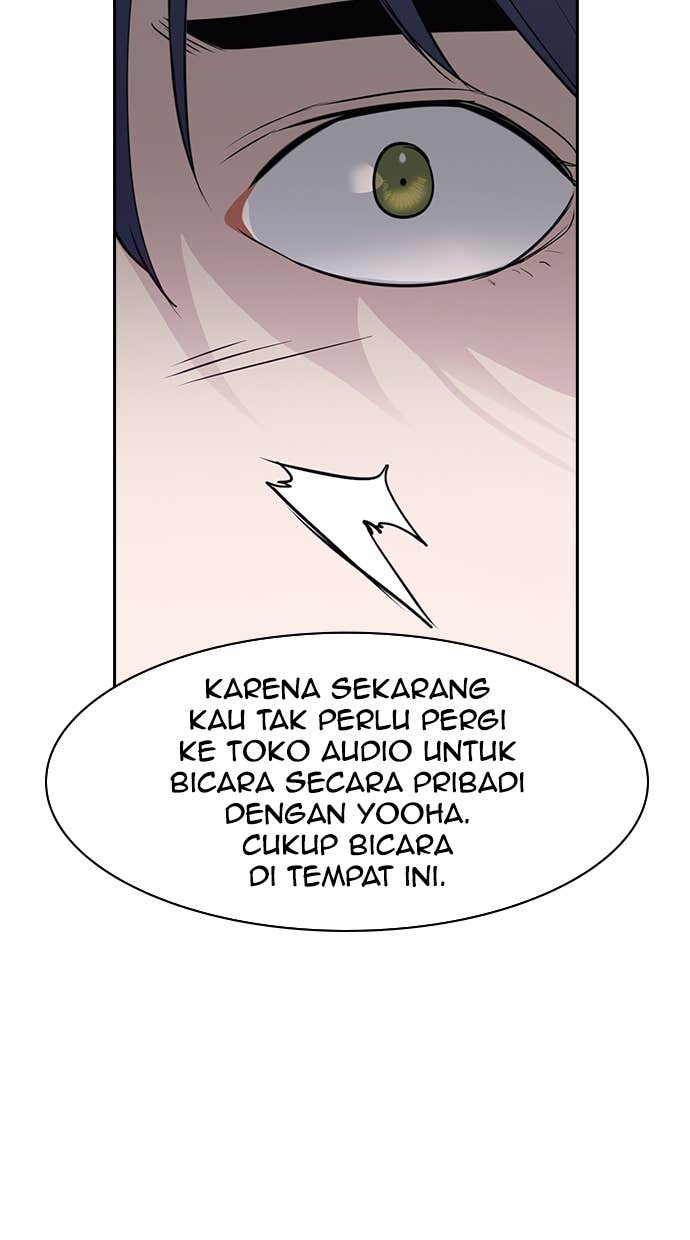 KARENA SEKARANG
KAU TAK PERLU PERGI
KE TOKO AUDIO UNTUK
BICARA SECARA PRIBADI
DENGAN YOOHA.
CUKUP BICARA
DI TEMPAT INI.